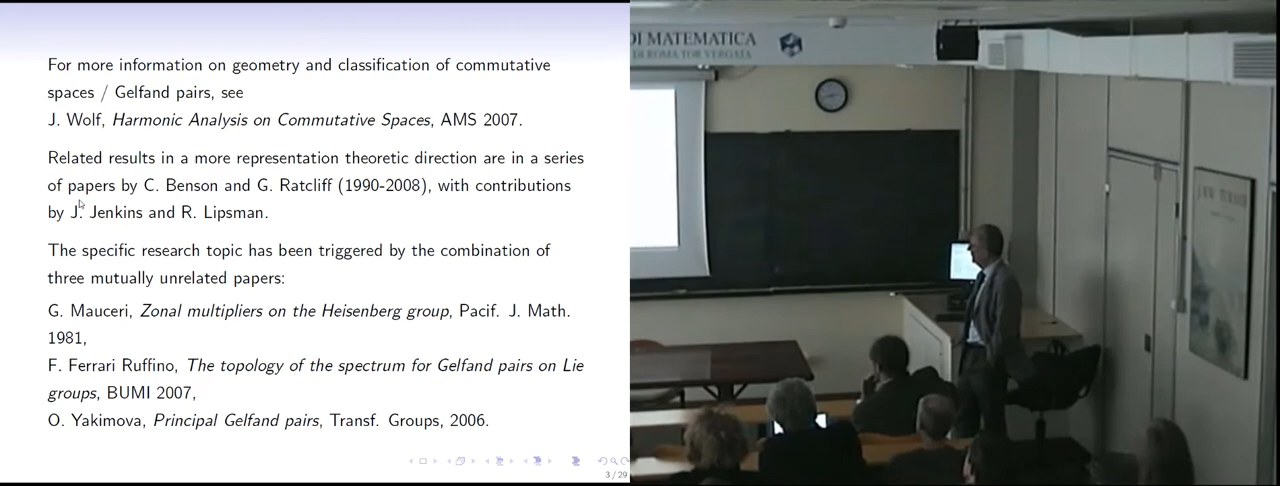 For more information on geometry and classification of commutative
spaces / Gelfand pairs, see
J. Wolf, Harmonic Analysis on Commutative Spaces, AMS 2007.
Related results in a more representation theoretic direction are in a series
of papers by C. Benson and G. Ratcliff (1990-2008), with contributions
by J. Jenkins and R. Lipsman.
The specific research topic has been triggered by the combination of
three mutually unrelated papers:
G. Mauceri, Zonal multipliers on the Heisenberg group, Pacif. J. Math.
1981,
F. Ferrari Ruffino, The topology of the spectrum for Gelfand pairs on Lie
groups, BUMI 2007,
O. Yakimova, Principal Gelfand pairs, Transf. Groups, 2006.
3 / 29
DI MATEMATICA
DI ROMA TOR VERGATA